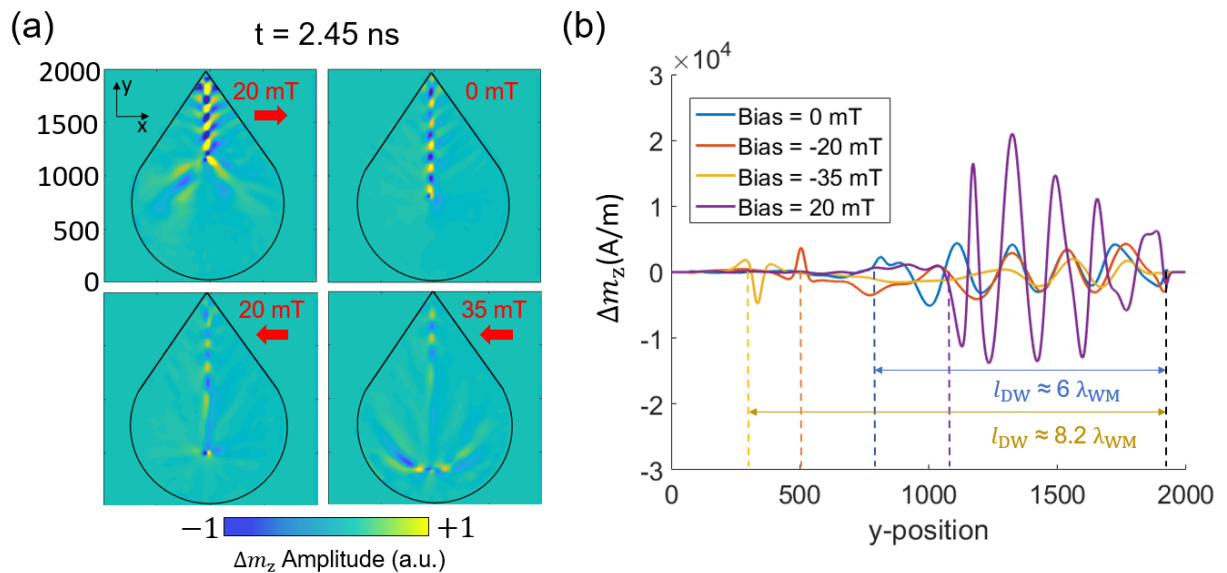 (a)
t = 2.45 ns
2000
1500
1000
500
0
y
x
20 mT
0 mT
20 mT
35 mT
−1
+1
Δm_z Amplitude (a.u.)
(b)
×10⁴
3
2
1
0
-1
-2
-3
Δm_z(A/m)
Bias = 0 mT
Bias = -20 mT
Bias = -35 mT
Bias = 20 mT
l_DW ≈ 6 λ_WM
l_DW ≈ 8.2 λ_WM
0 500 1000 1500 2000
y-position